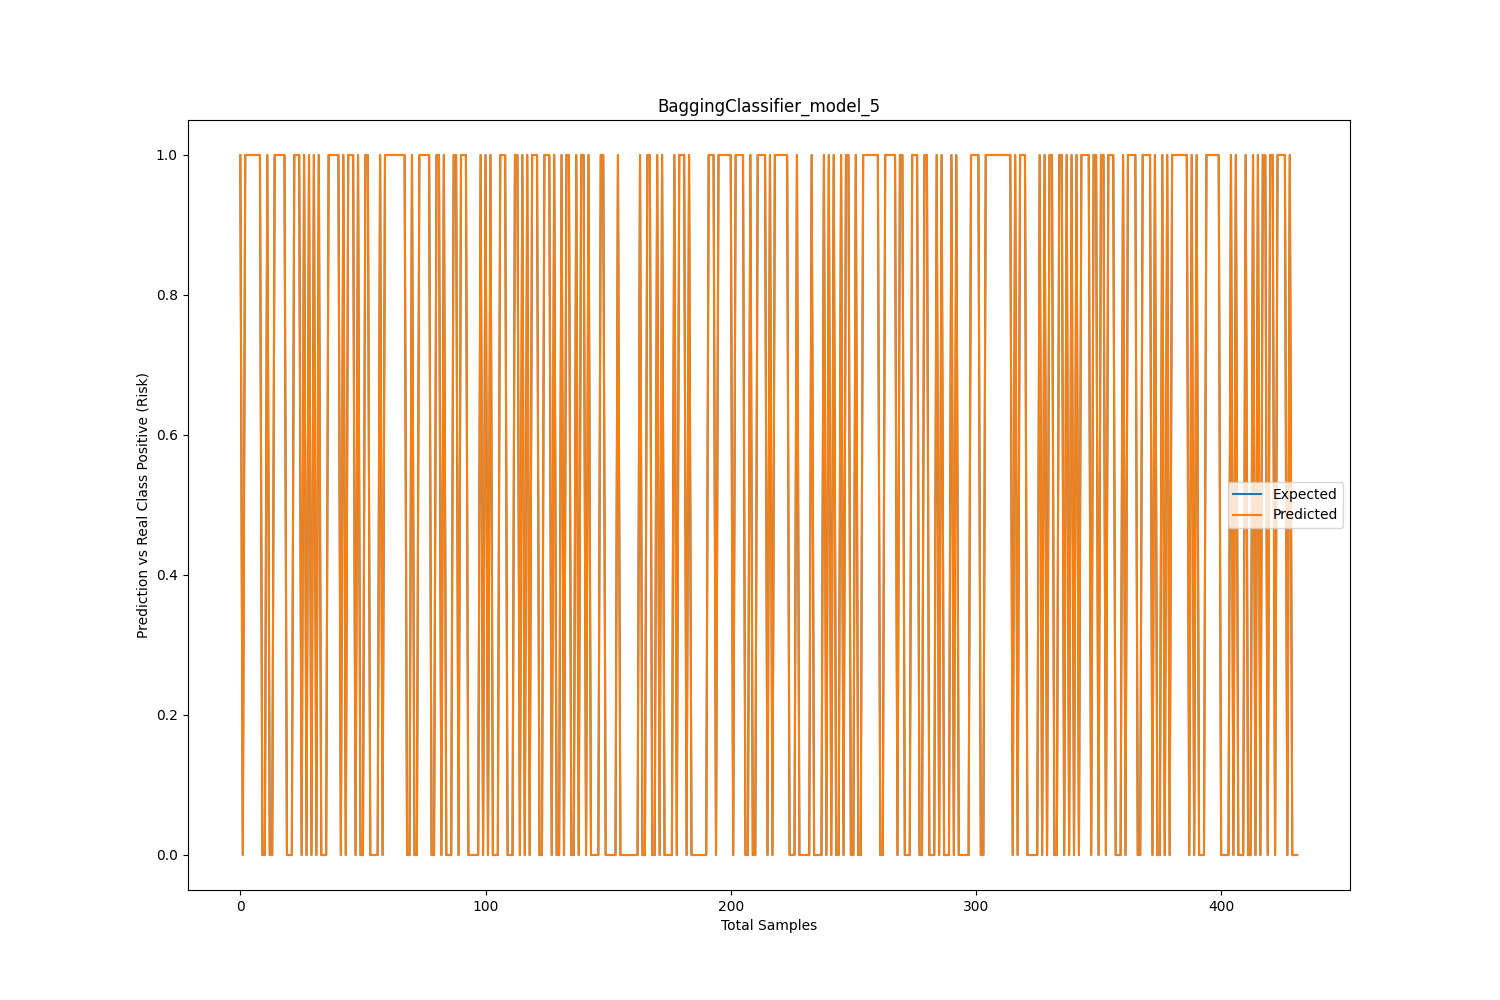 BaggingClassifier_model_5
1.0
0.8
0.6
0.4
0.2
0.0
Prediction vs Real Class Positive (Risk)
Expected
Predicted
0 100 200 300 400
Total Samples